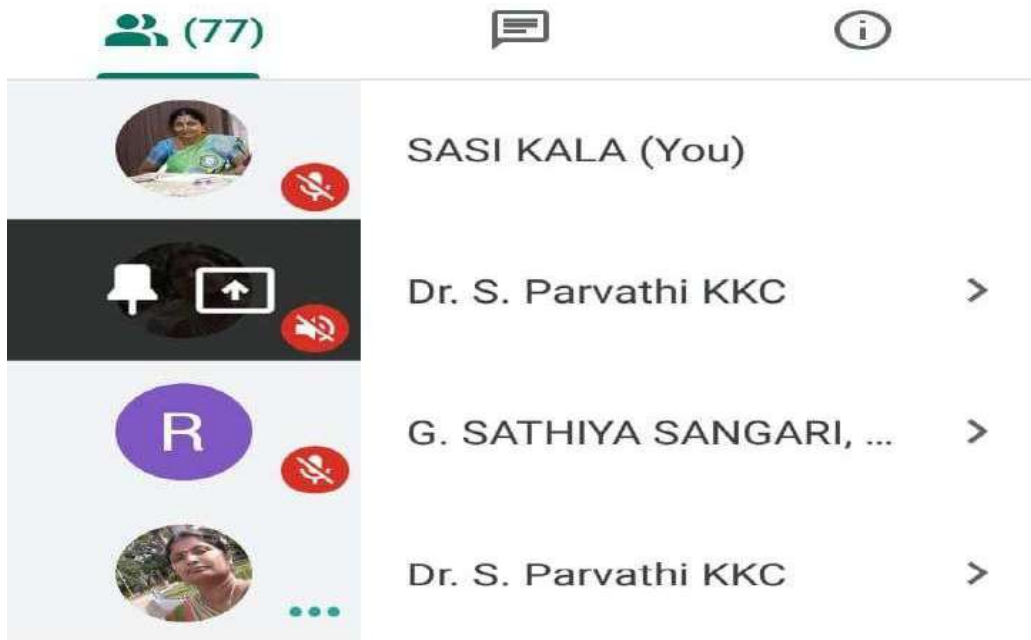 (77)
SASI KALA (You)
Dr. S. Parvathi KKC
R
G. SATHIYA SANGARI, ...
Dr. S. Parvathi KKC